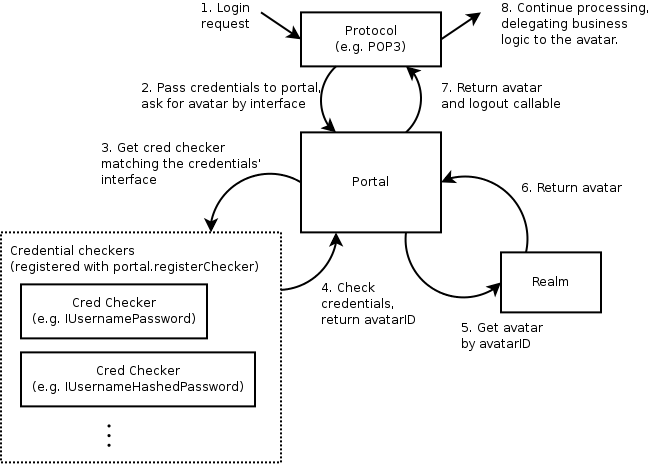 1. Login
request
Protocol
(e.g. POP3)
8. Continue processing,
delegating business
logic to the avatar.
2. Pass credentials to portal,
ask for avatar by interface
7. Return avatar
and logout callable
3. Get cred checker
matching the credentials'
interface
Portal
6. Return avatar
Credential checkers
(registered with portal.registerChecker)
Cred Checker
(e.g. IUsernamePassword)
4. Check
credentials,
return avatarID
Realm
5. Get avatar
by avatarID
Cred Checker
(e.g. IUsernameHashedPassword)